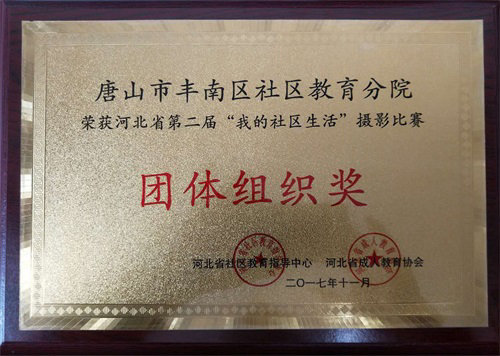 唐山市丰南区社区教育分院
荣获河北省第二届“我的社区生活”摄影比赛
团体组织奖
河北省社区教育指导中心 河北省成人教育协会
二〇一七年十一月